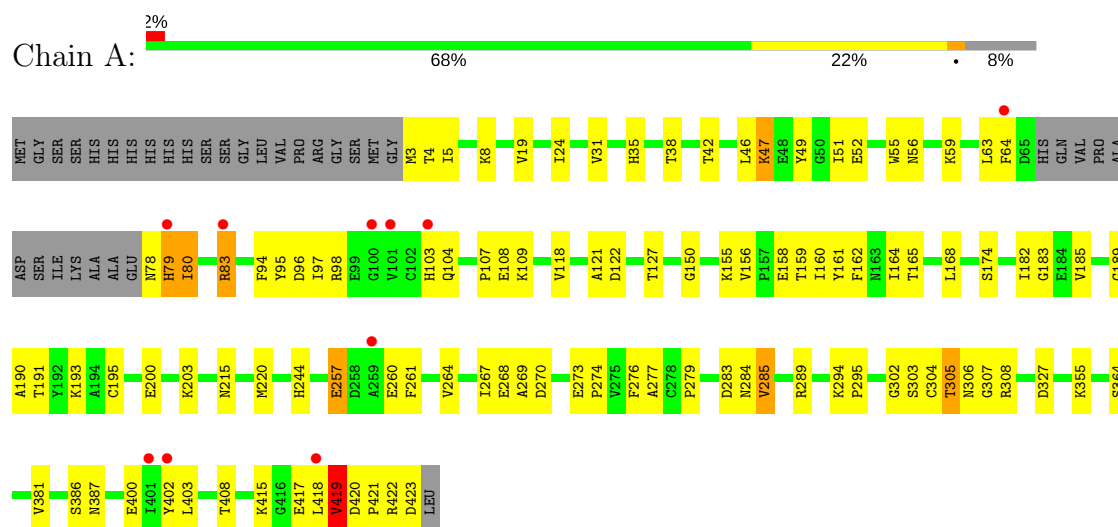 2%
Chain A:
68% 22% • 8%
MET GLY SER SER HIS HIS HIS HIS HIS HIS SER SER GLY LEU VAL PRO ARG GLY SER MET GLY M3 T4 I5 K8 V19 I24 V31 H35 T38 T42 L46 K47 E48 Y49 G50 I51 E52 W55 N56 K59 L63 F64 D65 HIS GLN VAL PRO ALA
ASP SER ILE LYS ALA ALA GLU N78 H79 I80 R83 F94 Y95 D96 I97 R98 E99 G100 V101 C102 H103 Q104 P107 E108 K109 V118 A121 D122 T127 G150 K155 V156 P157 E158 T159 I160 Y161 F162 N163 I164 T165 L168 S174 I182 G183 E184 V185
A190 T191 Y192 K193 A194 C195 E200 K203 N215 M220 H244 E257 D258 A259 E260 F261 V264 I267 E268 A269 D270 E273 P274 V275 F276 A277 C278 P279 D283 N284 V285 R289 K294 P295 G302 S303 C304 T305 N306 G307 R308 D327 K355 S364
V381 S386 N387 E400 I401 Y402 L403 T408 K415 G416 E417 L418 V419 D420 P421 R422 D423 LEU